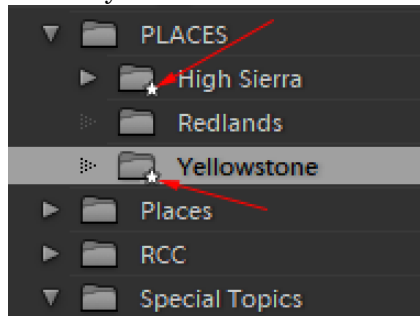 PLACES
High Sierra
Redlands
Yellowstone
Places
RCC
Special Topics